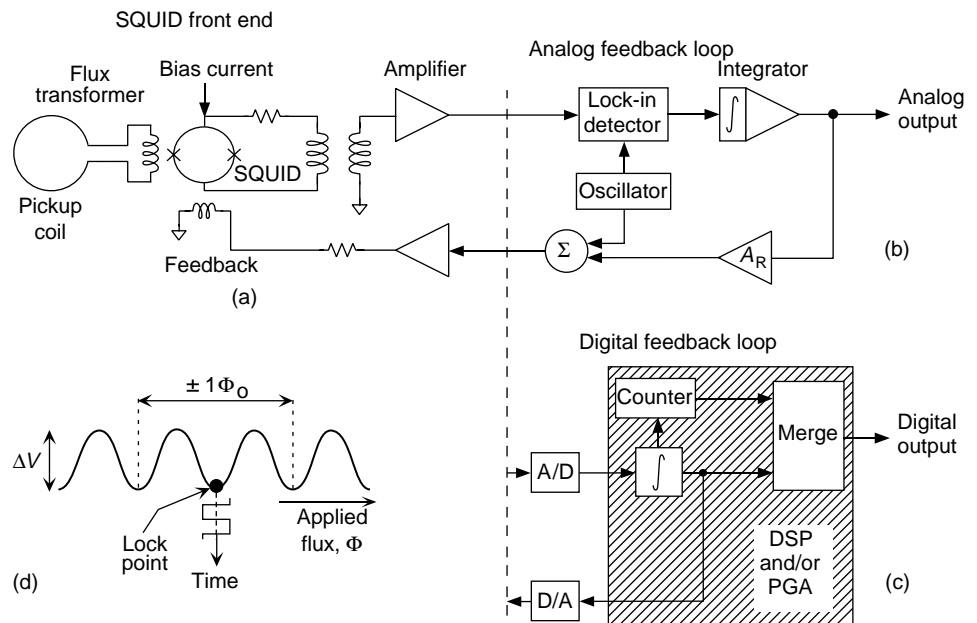 SQUID front end
Flux
transformer
Bias current
Amplifier
SQUID
Pickup
coil
Feedback
(a)
Analog feedback loop
Integrator
Lock-in
detector
∫
Analog
output
Oscillator
Σ
A_R
(b)
Digital feedback loop
Counter
Merge
Digital
output
A/D
∫
D/A
DSP
and/or
PGA
(c)
± 1Φ_o
ΔV
Lock
point
Applied
flux, Φ
Time
(d)